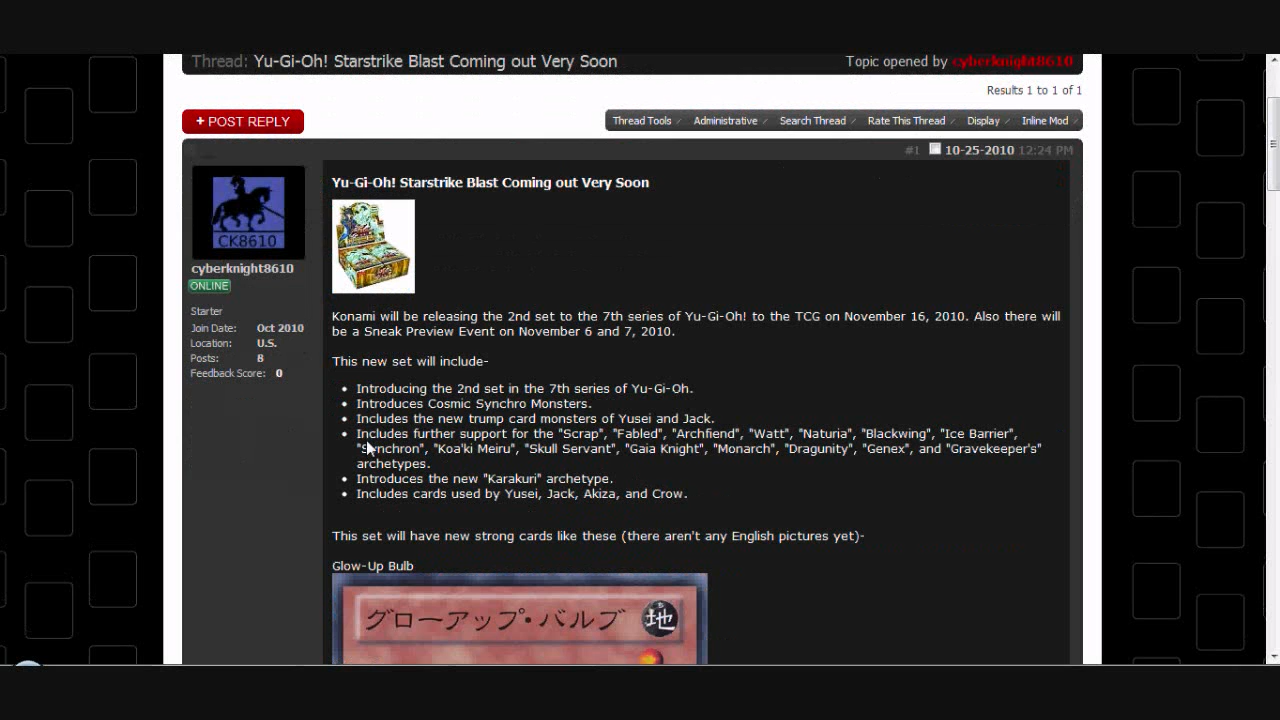 Thread: Yu-Gi-Oh! Starstrike Blast Coming out Very Soon
Topic opened by cyberknight8610
Results 1 to 1 of 1
+ POST REPLY
Thread Tools
Administrative
Search Thread
Rate This Thread
Display
Inline Mod
#1 10-25-2010 12:24 PM
CK8610
cyberknight8610
ONLINE
Starter
Join Date: Oct 2010
Location: U.S.
Posts: 8
Feedback Score: 0
Yu-Gi-Oh! Starstrike Blast Coming out Very Soon
Konami will be releasing the 2nd set to the 7th series of Yu-Gi-Oh! to the TCG on November 16, 2010. Also there will
be a Sneak Preview Event on November 6 and 7, 2010.
This new set will include-
• Introducing the 2nd set in the 7th series of Yu-Gi-Oh.
• Introduces Cosmic Synchro Monsters.
• Includes the new trump card monsters of Yusei and Jack.
• Includes further support for the "Scrap", "Fabled", "Archfiend", "Watt", "Naturia", "Blackwing", "Ice Barrier",
"Synchron", "Koa'ki Meiru", "Skull Servant", "Gaia Knight", "Monarch", "Dragunity", "Genex", and "Gravekeeper's"
archetypes.
• Introduces the new "Karakuri" archetype.
• Includes cards used by Yusei, Jack, Akiza, and Crow.
This set will have new strong cards like these (there aren't any English pictures yet)-
Glow-Up Bulb
グローアップ・バルブ
地